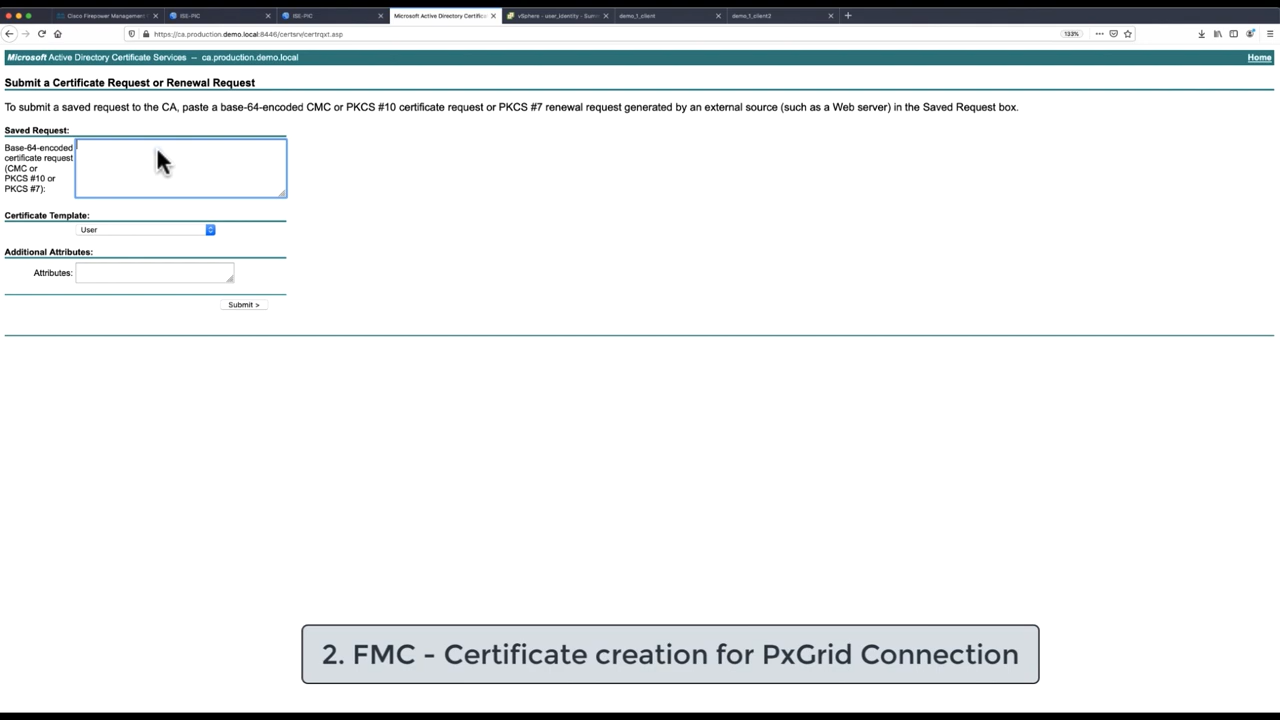 Cisco Firepower Management
ISE-PIC
ISE-PIC
Microsoft Active Directory Certifica
vSphere - user_identity - Summ
demo_1_client
demo_1_client2
https://ca.production.demo.local:8446/certsrv/certrqxt.asp
133%
Microsoft Active Directory Certificate Services -- ca.production.demo.local
Home
Submit a Certificate Request or Renewal Request
To submit a saved request to the CA, paste a base-64-encoded CMC or PKCS #10 certificate request or PKCS #7 renewal request generated by an external source (such as a Web server) in the Saved Request box.
Saved Request:
Base-64-encoded
certificate request
(CMC or
PKCS #10 or
PKCS #7):
Certificate Template:
User
Additional Attributes:
Attributes:
Submit >
2. FMC - Certificate creation for PxGrid Connection